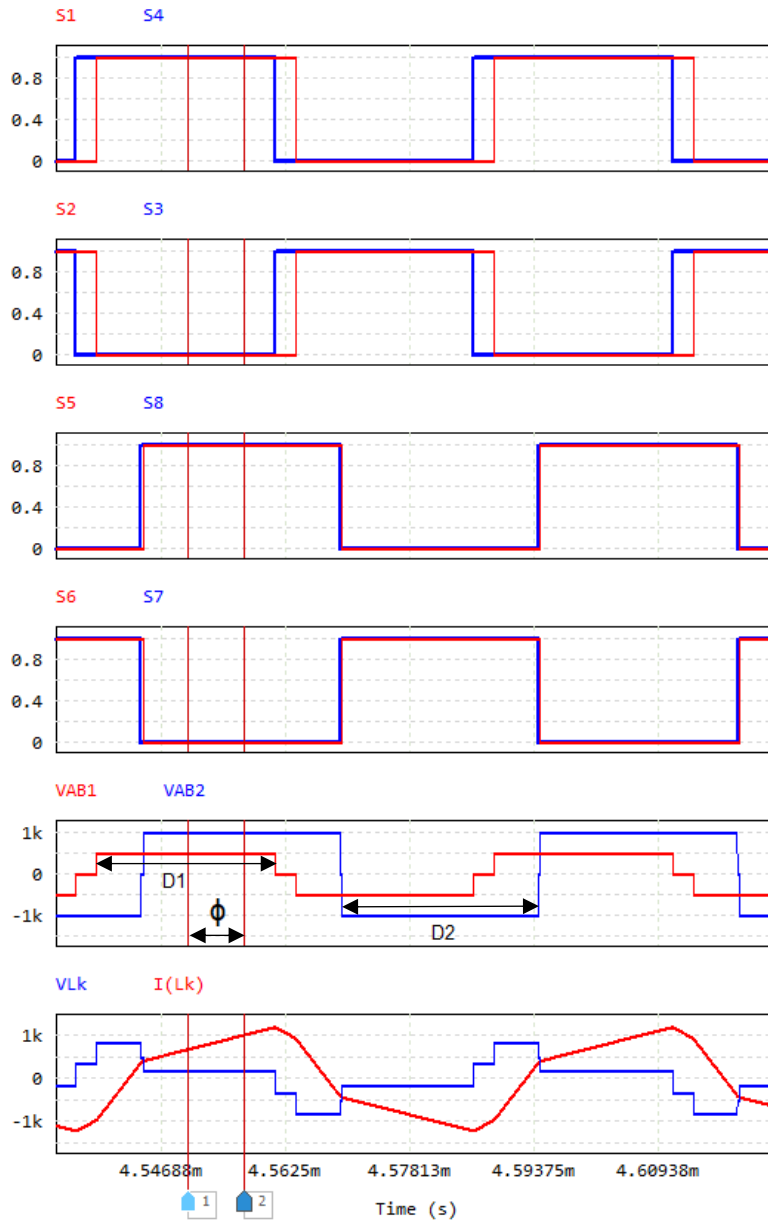 S1 S4
0.8
0.4
0
S2 S3
0.8
0.4
0
S5 S8
0.8
0.4
0
S6 S7
0.8
0.4
0
VAB1 VAB2
1k
0
-1k
D1
ϕ
D2
VLk I(Lk)
1k
0
-1k
4.54688m 4.5625m 4.57813m 4.59375m 4.60938m
1 2
Time (s)